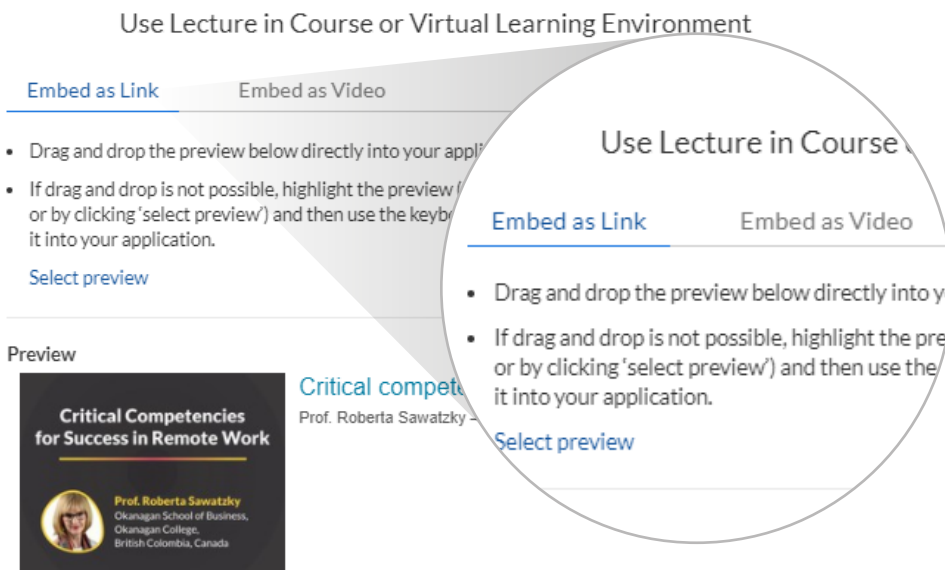 Use Lecture in Course or Virtual Learning Environment
Embed as Link Embed as Video
• Drag and drop the preview below directly into your appli
• If drag and drop is not possible, highlight the preview (
or by clicking ‘select preview’) and then use the keybo
it into your application.
Select preview
Preview
Critical Competencies
for Success in Remote Work
Prof. Roberta Sawatzky
Okanagan School of Business,
Okanagan College,
British Colombia, Canada
Critical compete
Prof. Roberta Sawatzky –
Use Lecture in Course
Embed as Link Embed as Video
• Drag and drop the preview below directly into y
• If drag and drop is not possible, highlight the pre
or by clicking ‘select preview’) and then use the
it into your application.
Select preview